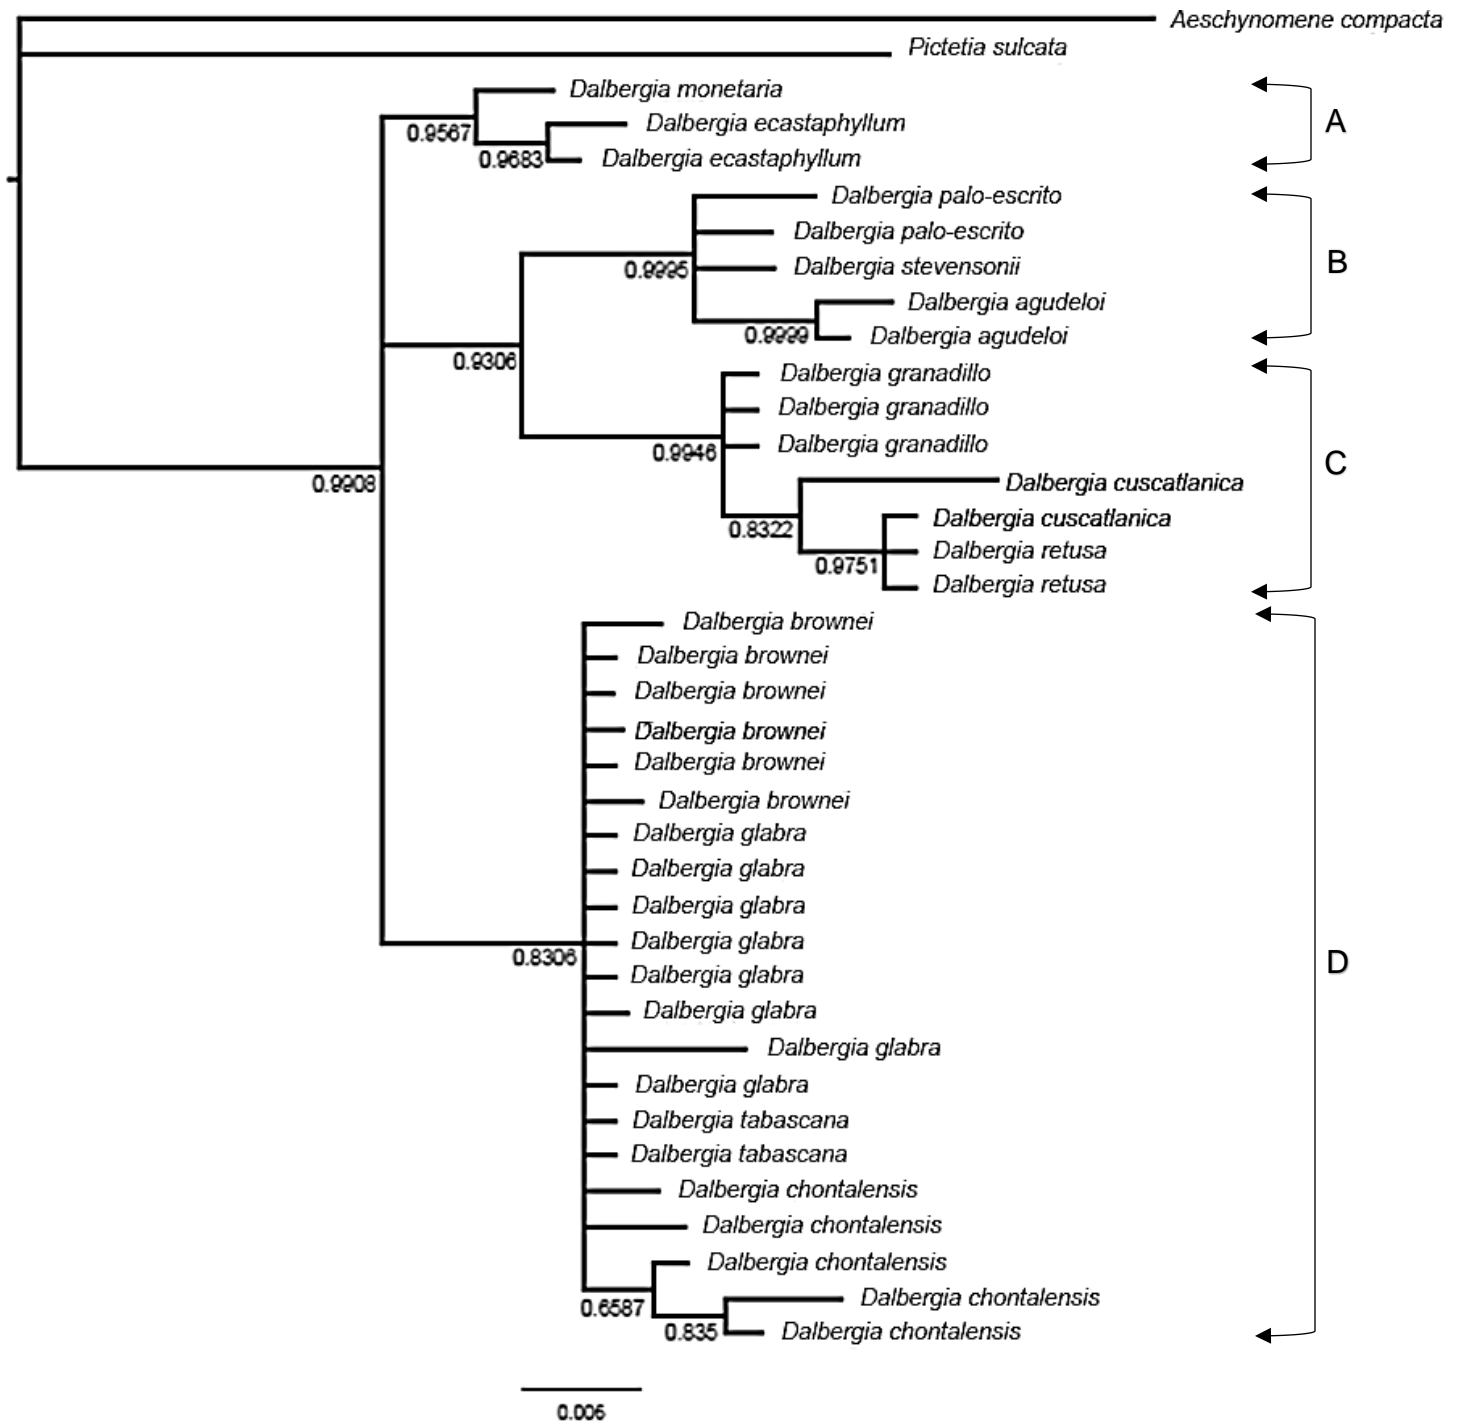 Aeschynomene compacta
Pictetia sulcata
Dalbergia monetaria
A
Dalbergia ecastaphyllum
0.9567
0.9683
Dalbergia ecastaphyllum
Dalbergia palo-escrito
Dalbergia palo-escrito
B
0.9995
Dalbergia stevensonii
Dalbergia agudeloi
0.9999
Dalbergia agudeloi
0.9306
Dalbergia granadillo
Dalbergia granadillo
0.9946
Dalbergia granadillo
C
0.9908
Dalbergia cuscatlanica
Dalbergia cuscatlanica
0.8322
Dalbergia retusa
0.9751
Dalbergia retusa
Dalbergia brownei
Dalbergia brownei
Dalbergia brownei
Dalbergia brownei
Dalbergia brownei
Dalbergia brownei
Dalbergia glabra
Dalbergia glabra
Dalbergia glabra
Dalbergia glabra
0.8306
D
Dalbergia glabra
Dalbergia glabra
Dalbergia glabra
Dalbergia glabra
Dalbergia tabascana
Dalbergia tabascana
Dalbergia chontalensis
Dalbergia chontalensis
Dalbergia chontalensis
0.6587
Dalbergia chontalensis
0.835
Dalbergia chontalensis
0.006